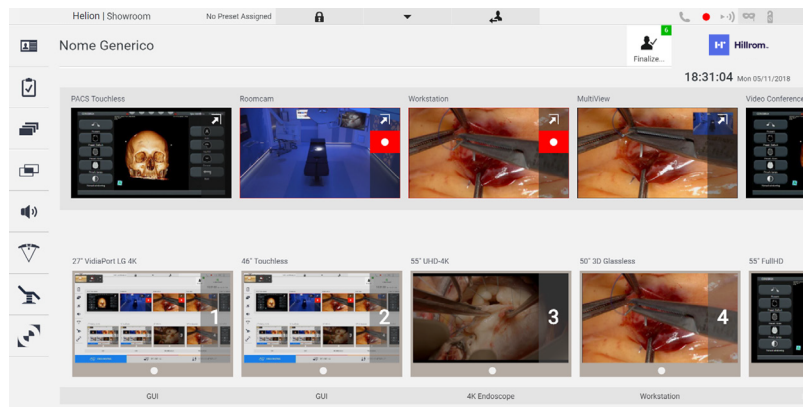 Helion | Showroom
No Preset Assigned
Nome Generico
6
Finalize...
Hillrom.
18:31:04 Mon 05/11/2018
PACS Touchless
Roomcam
Workstation
MultiView
Video Conference
27" VidiaPort LG 4K
46" Touchless
55" UHD-4K
50" 3D Glassless
55" FullHD
1
2
3
4
GUI
GUI
4K Endoscope
Workstation